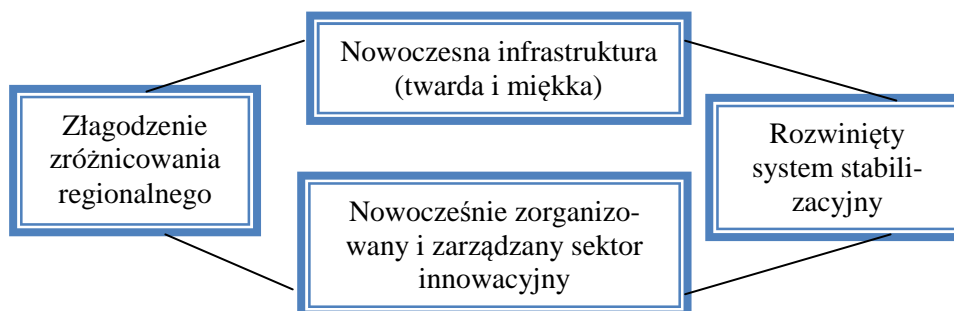 Nowoczesna infrastruktura
(twarda i miękka)
Złagodzenie
zróżnicowania
regionalnego
Rozwinięty
system stabili-
zacyjny
Nowocześnie zorganizo-
wany i zarządzany sektor
innowacyjny